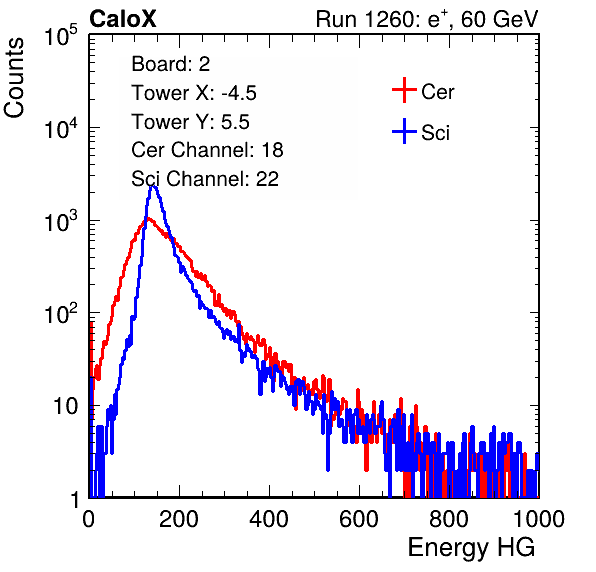 CaloX Run 1260: e⁺, 60 GeV
Counts
Board: 2
Tower X: -4.5
Tower Y: 5.5
Cer Channel: 18
Sci Channel: 22
Cer
Sci
10⁵
10⁴
10³
10²
10
1
0 200 400 600 800 1000
Energy HG